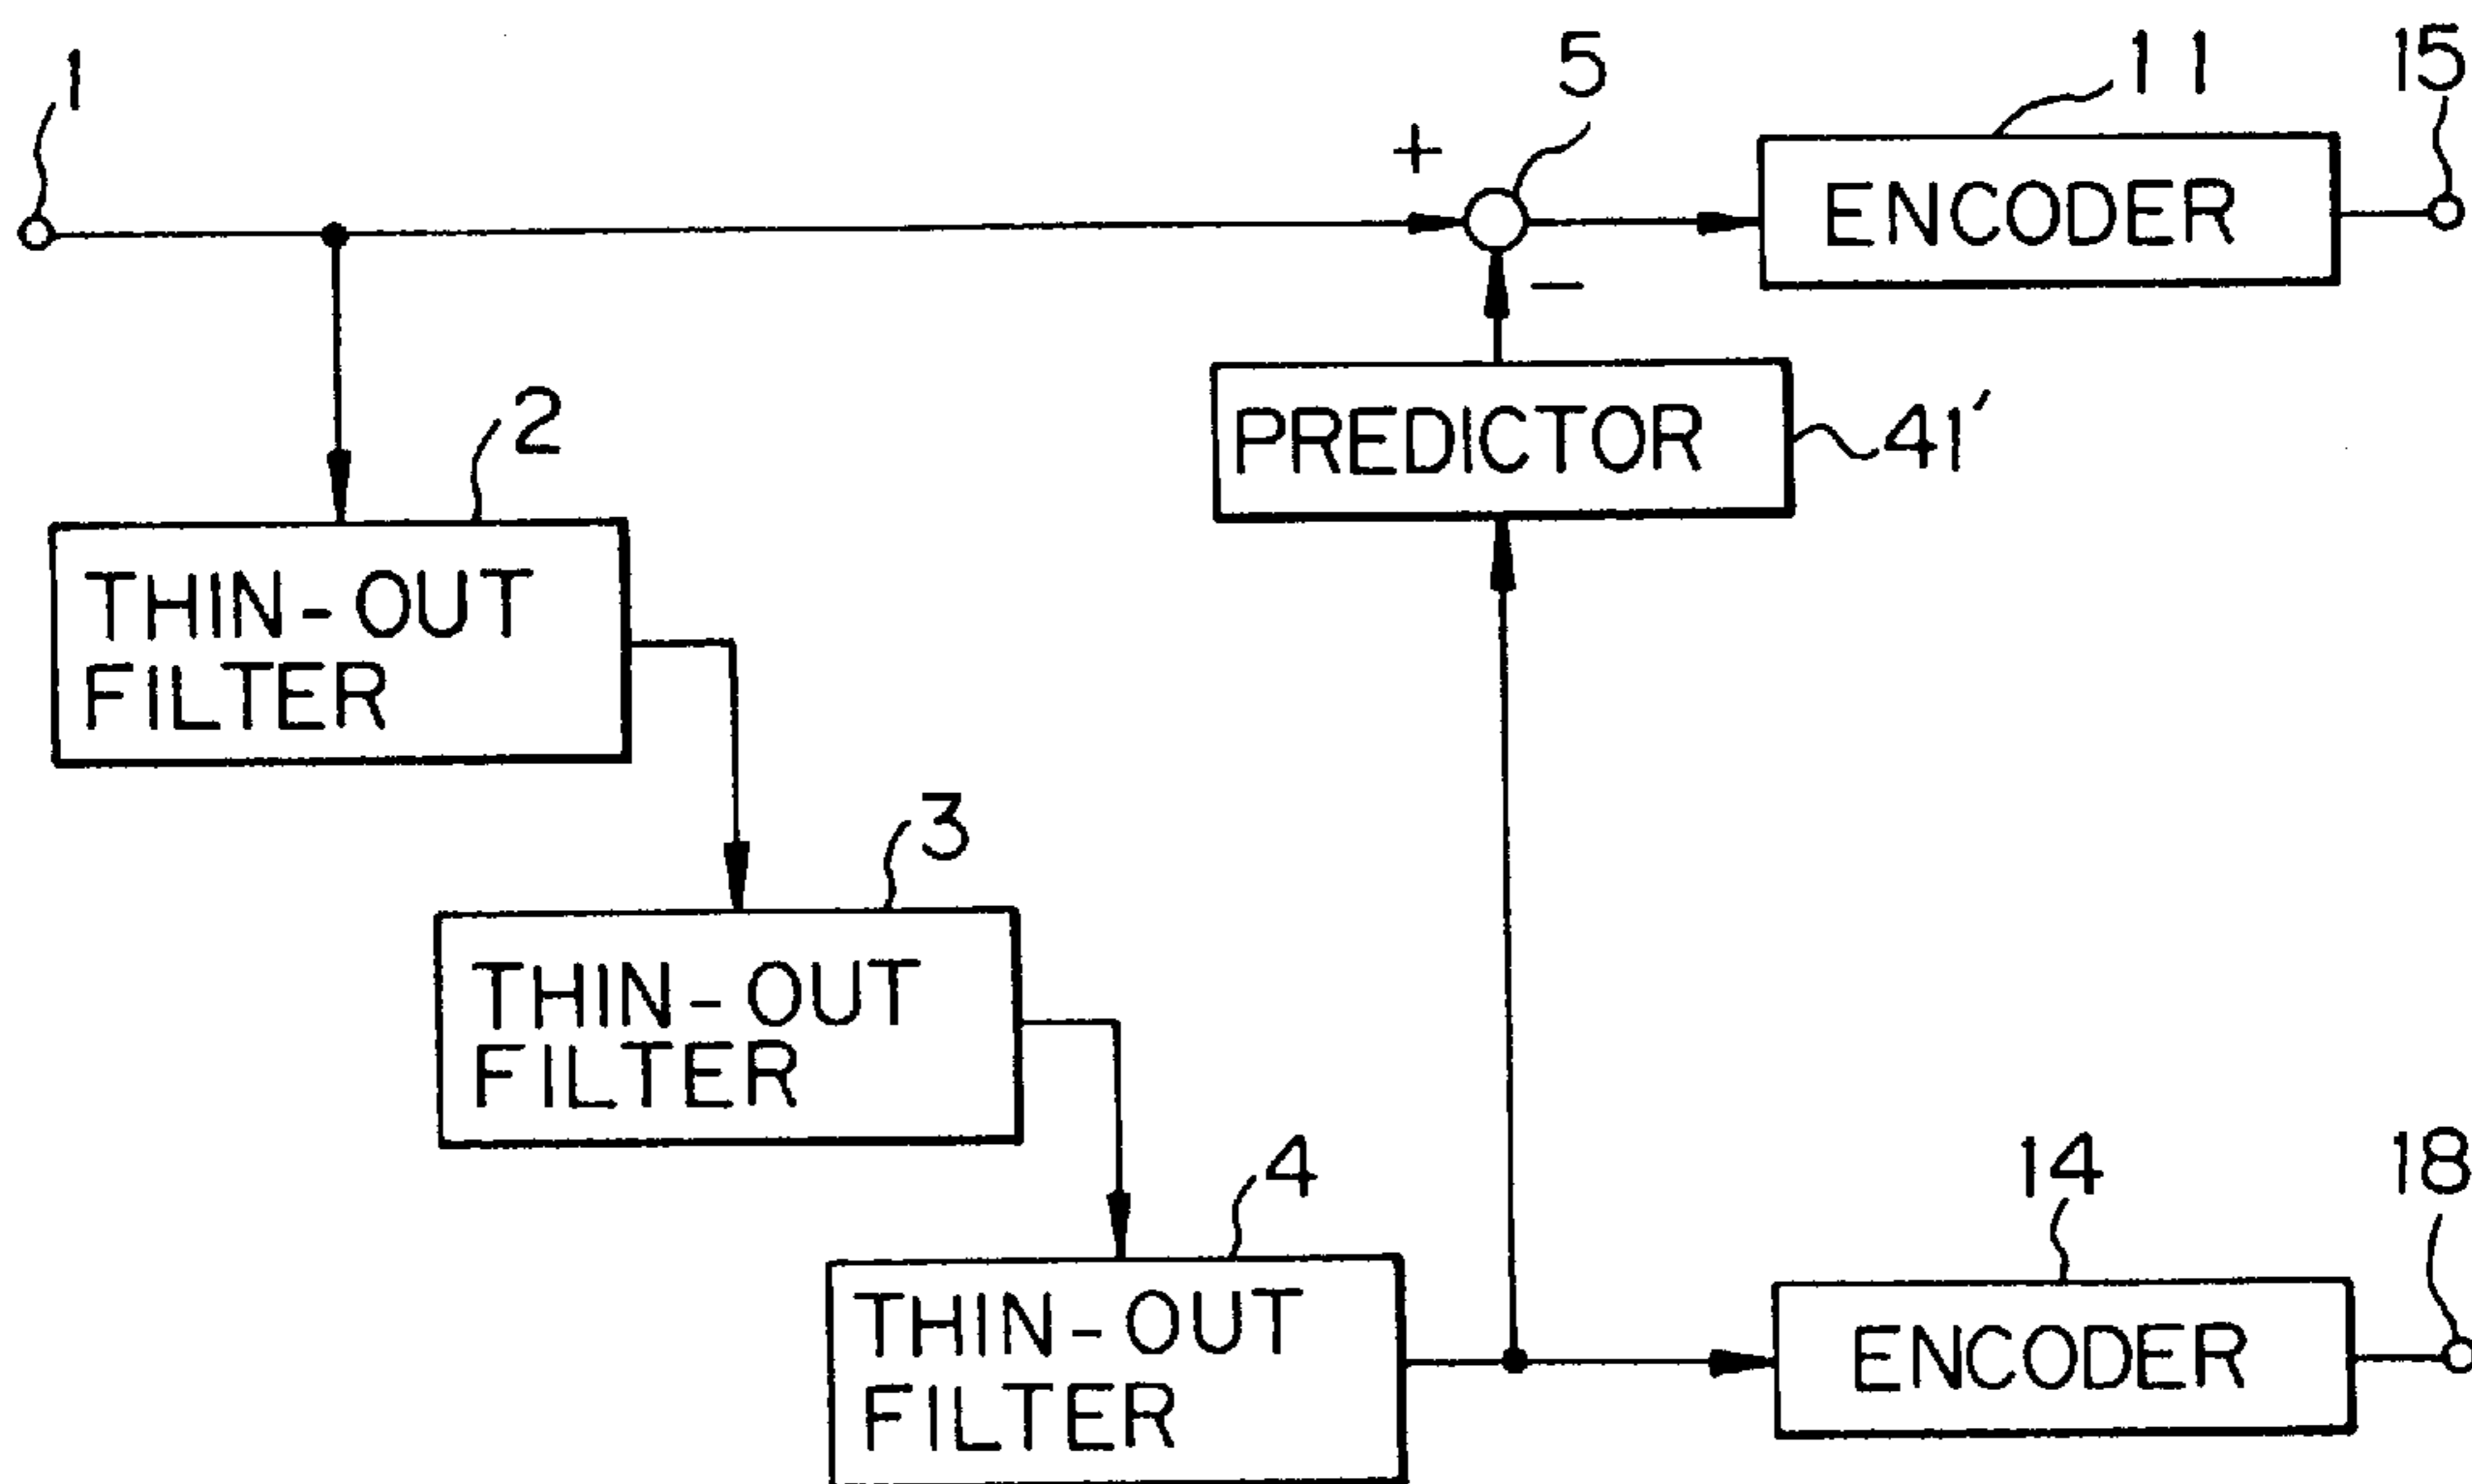 1
5
11
15
+
ENCODER
−
2
PREDICTOR
41′
THIN-OUT
FILTER
3
THIN-OUT
FILTER
4
14
18
THIN-OUT
FILTER
ENCODER